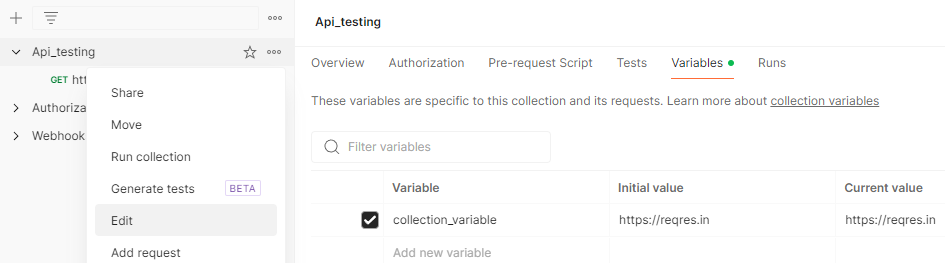 Api_testing
GET htt
Authoriza
Webhook
Share
Move
Run collection
Generate tests BETA
Edit
Add request
Api_testing
Overview Authorization Pre-request Script Tests Variables Runs
These variables are specific to this collection and its requests. Learn more about collection variables
Filter variables
Variable Initial value Current value
collection_variable https://reqres.in https://reqres.in
Add new variable